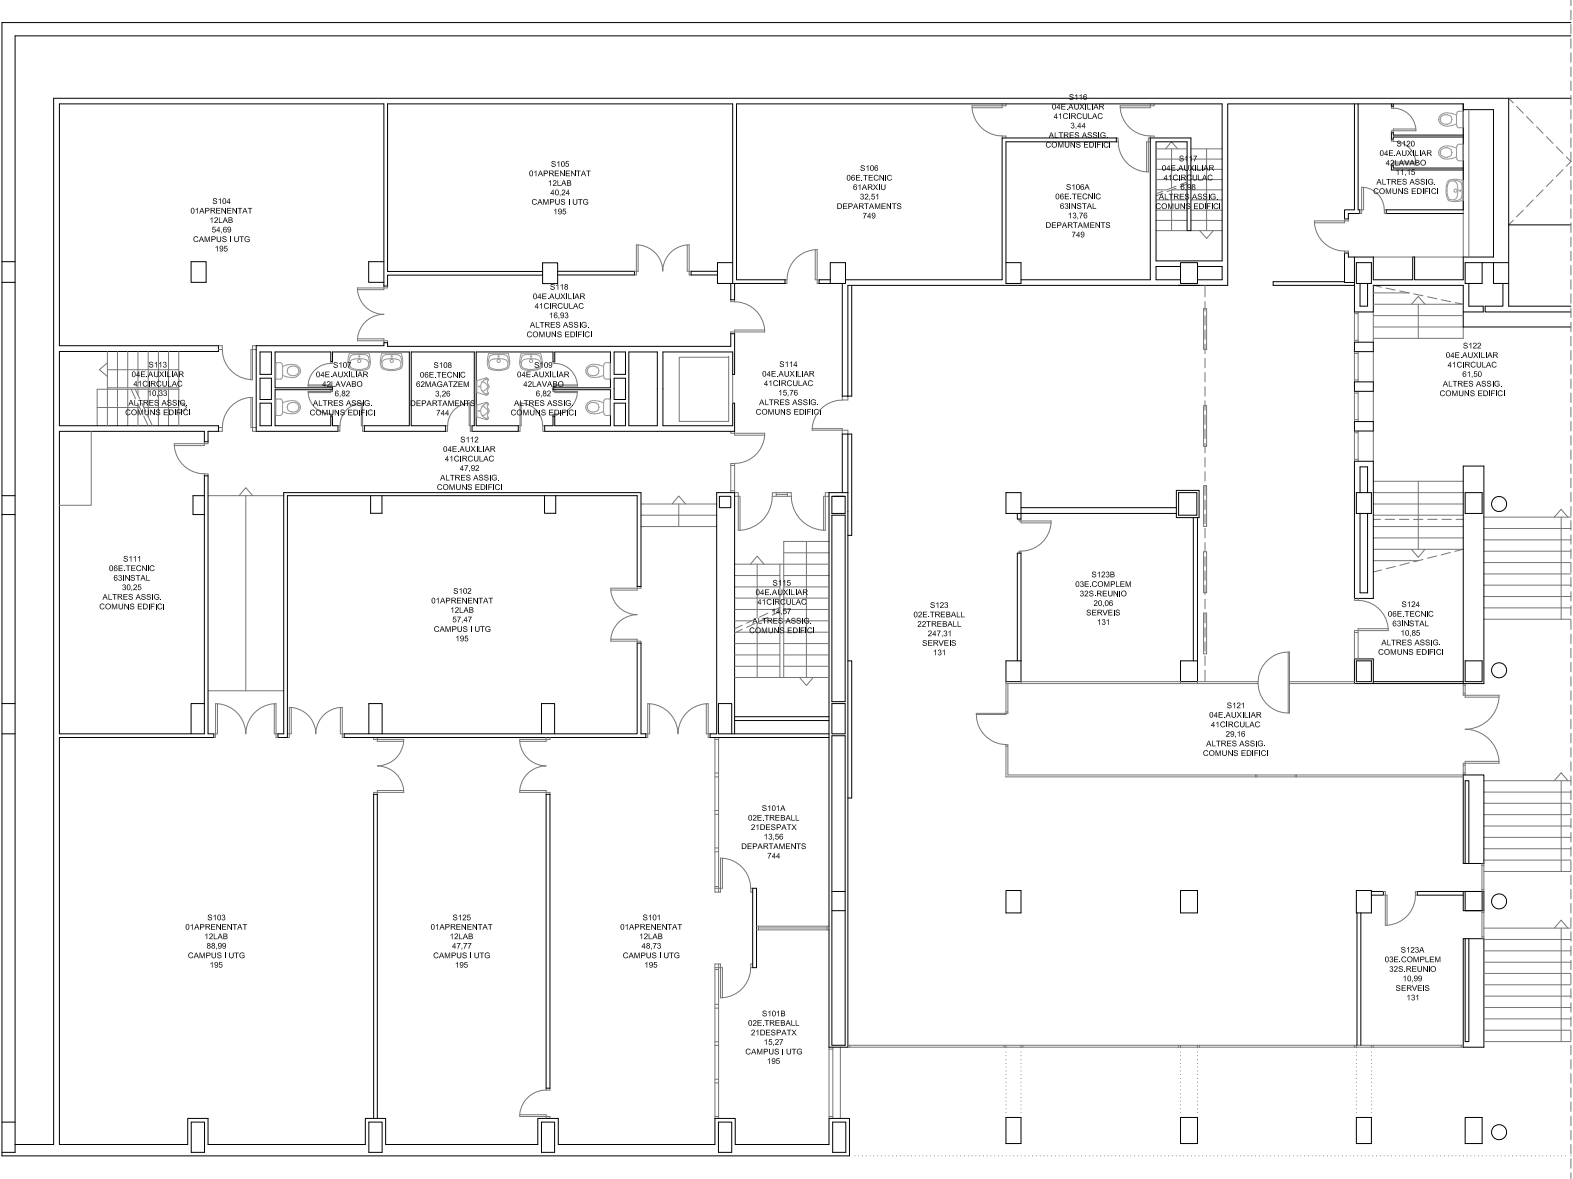 S116
04E.AUXILIAR
41CIRCULAC
3,44
ALTRES ASSIG.
COMUNS EDIFICI
S104
01APRENENTAT
12LAB
54,69
CAMPUS I UTG
195
S105
01APRENENTAT
12LAB
40,24
CAMPUS I UTG
195
S106
06E.TECNIC
61ARXIU
32,51
DEPARTAMENTS
749
S106A
06E.TECNIC
63INSTAL
13,76
DEPARTAMENTS
749
S117
04E.AUXILIAR
41CIRCULAC
ALTRES ASSIG.
COMUNS EDIFICI
S120
04E.AUXILIAR
42LAVABO
11,15
ALTRES ASSIG.
COMUNS EDIFICI
S118
04E.AUXILIAR
41CIRCULAC
16,93
ALTRES ASSIG.
COMUNS EDIFICI
S113
04E.AUXILIAR
41CIRCULAC
10,33
ALTRES ASSIG.
COMUNS EDIFICI
S107
04E.AUXILIAR
42LAVABO
6,82
ALTRES ASSIG.
COMUNS EDIFICI
S108
06E.TECNIC
62MAGATZEM
3,26
DEPARTAMENTS
744
S109
04E.AUXILIAR
42LAVABO
6,82
ALTRES ASSIG.
COMUNS EDIFICI
S114
04E.AUXILIAR
41CIRCULAC
15,76
ALTRES ASSIG.
COMUNS EDIFICI
S122
04E.AUXILIAR
41CIRCULAC
61,50
ALTRES ASSIG.
COMUNS EDIFICI
S112
04E.AUXILIAR
41CIRCULAC
47,92
ALTRES ASSIG.
COMUNS EDIFICI
S111
06E.TECNIC
63INSTAL
30,25
ALTRES ASSIG.
COMUNS EDIFICI
S102
01APRENENTAT
12LAB
57,47
CAMPUS I UTG
195
S115
04E.AUXILIAR
41CIRCULAC
14,57
ALTRES ASSIG.
COMUNS EDIFICI
S123
02E.TREBALL
22TREBALL
247,31
SERVEIS
131
S123B
03E.COMPLEM
32S.REUNIO
20,06
SERVEIS
131
S124
06E.TECNIC
63INSTAL
10,85
ALTRES ASSIG.
COMUNS EDIFICI
S121
04E.AUXILIAR
41CIRCULAC
29,16
ALTRES ASSIG.
COMUNS EDIFICI
S101A
02E.TREBALL
21DESPATX
13,56
DEPARTAMENTS
744
S103
01APRENENTAT
12LAB
88,99
CAMPUS I UTG
195
S125
01APRENENTAT
12LAB
47,77
CAMPUS I UTG
195
S101
01APRENENTAT
12LAB
48,73
CAMPUS I UTG
195
S123A
03E.COMPLEM
32S.REUNIO
10,99
SERVEIS
131
S101B
02E.TREBALL
21DESPATX
15,27
CAMPUS I UTG
195